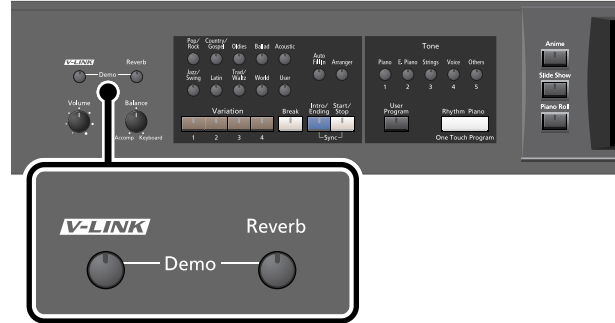 Pop/ Country/
Rock Gospel Oldies Ballad Acoustic
Auto
Fill In Arranger
Jazz/ Trad/
Swing Latin Waltz World User
V-LINK Reverb
Demo
Volume Balance
Accomp Keyboard
Variation Break Intro/ Start/
Ending Stop
1 2 3 4 Sync
Tone
Piano E. Piano Strings Voice Others
1 2 3 4 5
User
Program Rhythm Piano
One Touch Program
Anime
Slide Show
Piano Roll
V-LINK Reverb
Demo